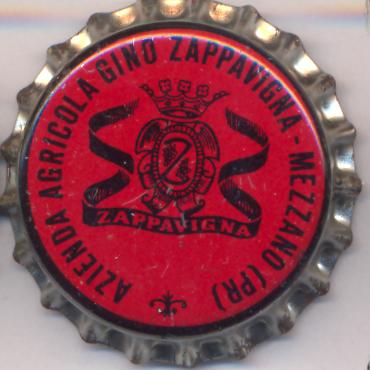 AZIENDA AGRICOLA GINO ZAPPAVIGNA - MEZZANO (PR)
ZAPPAVIGNA